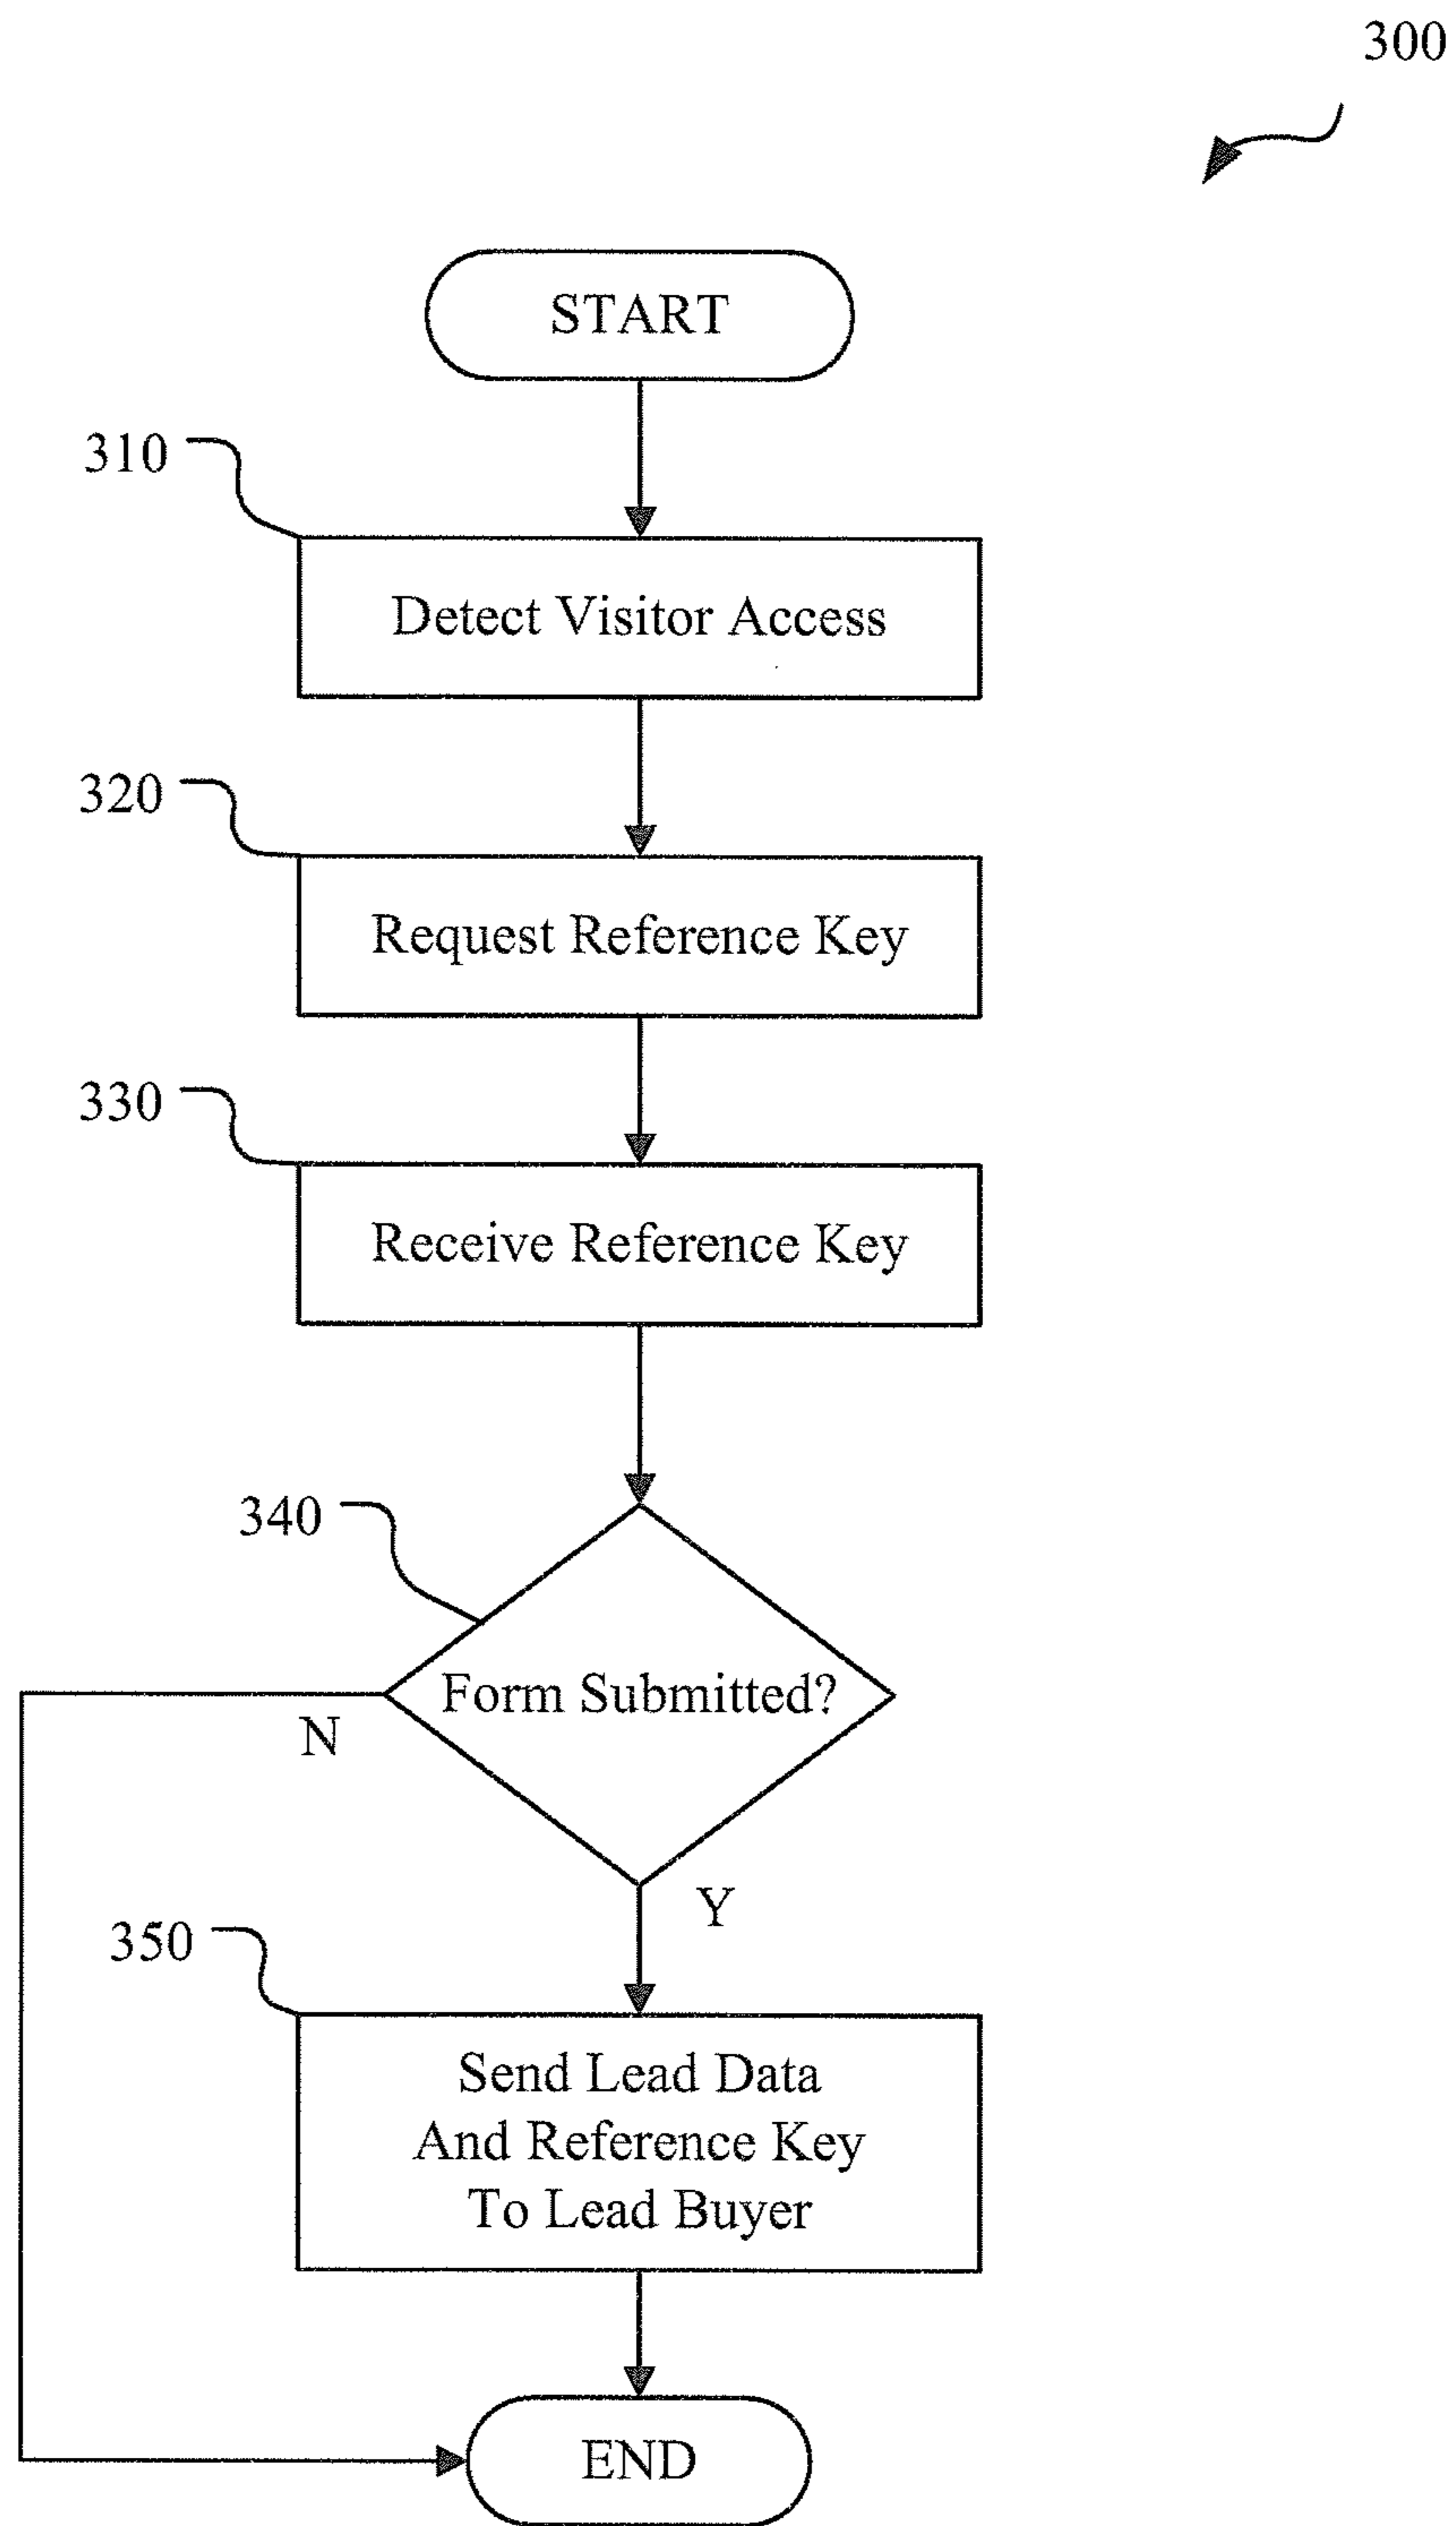 300
START
310
Detect Visitor Access
320
Request Reference Key
330
Receive Reference Key
340
Form Submitted?
N
Y
350
Send Lead Data
And Reference Key
To Lead Buyer
END